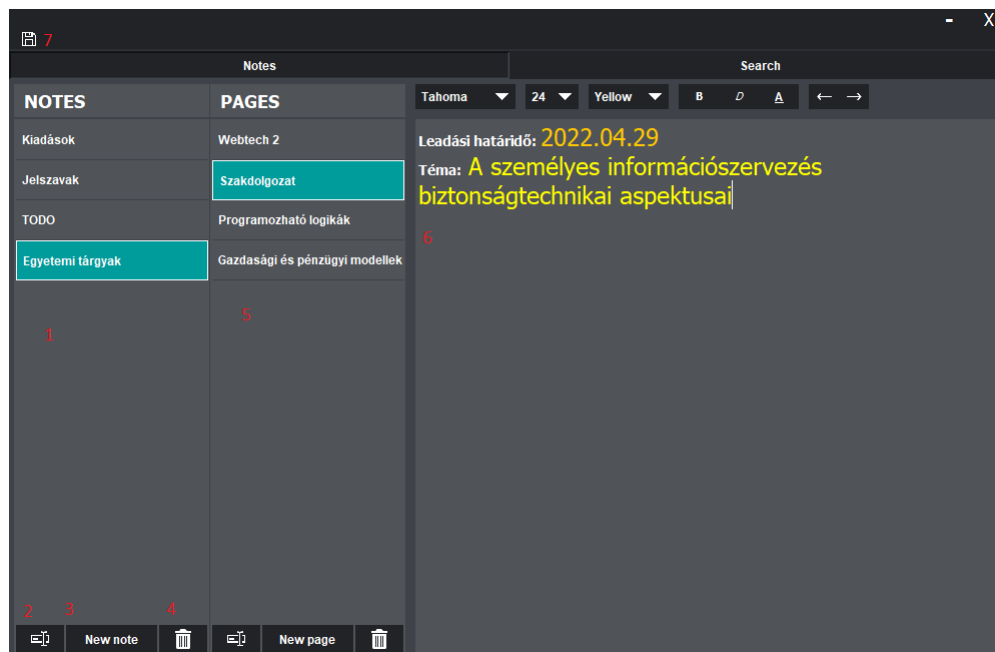 - X
7
Notes Search
NOTES
Kiadások
Jelszavak
TODO
Egyetemi tárgyak
1
2 3 4
New note
PAGES
Webtech 2
Szakdolgozat
Programozható logikák
Gazdasági és pénzügyi modellek
5
New page
Tahoma 24 Yellow B D A ← →
Leadási határidő: 2022.04.29
Téma: A személyes információszervezés
biztonságtechnikai aspektusai
6